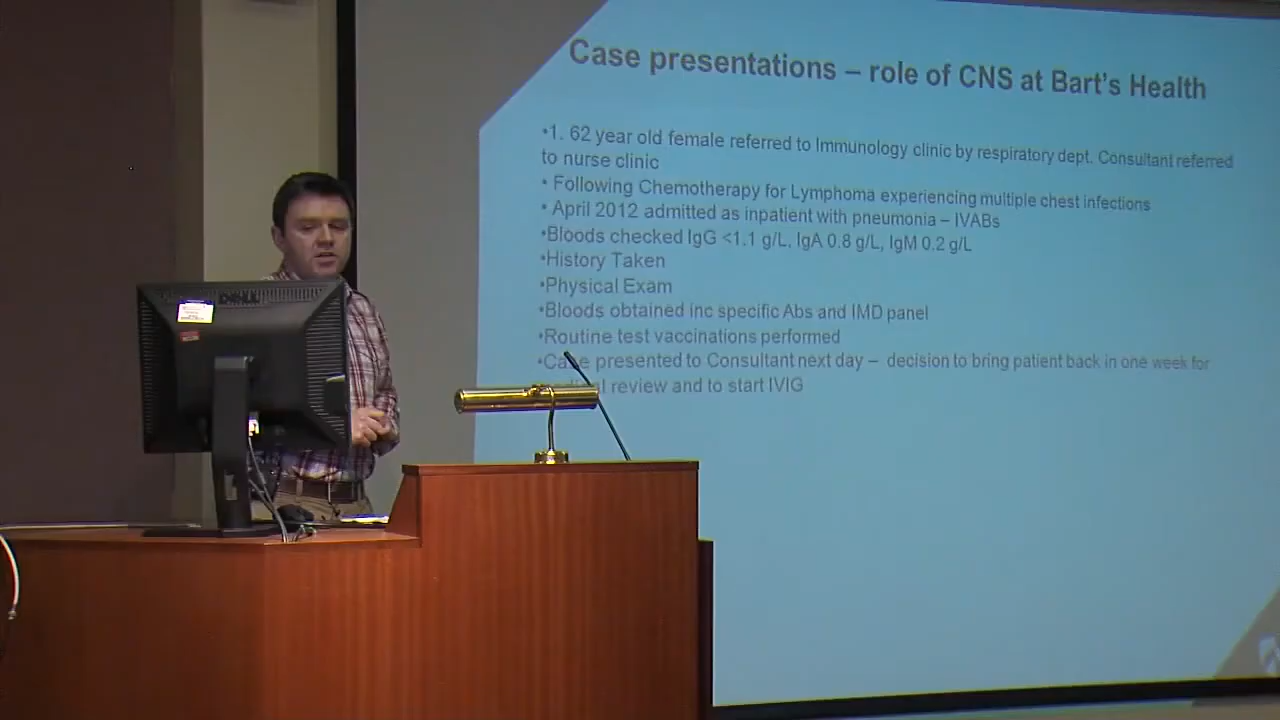 Case presentations – role of CNS at Bart's Health
•1. 62 year old female referred to Immunology clinic by respiratory dept. Consultant referred
to nurse clinic
• Following Chemotherapy for Lymphoma experiencing multiple chest infections
• April 2012 admitted as inpatient with pneumonia – IVABs
•Bloods checked IgG <1.1 g/L, IgA 0.8 g/L, IgM 0.2 g/L
•History Taken
•Physical Exam
•Bloods obtained inc specific Abs and IMD panel
•Routine test vaccinations performed
•Case presented to Consultant next day – decision to bring patient back in one week for
review and to start IVIG
DELL